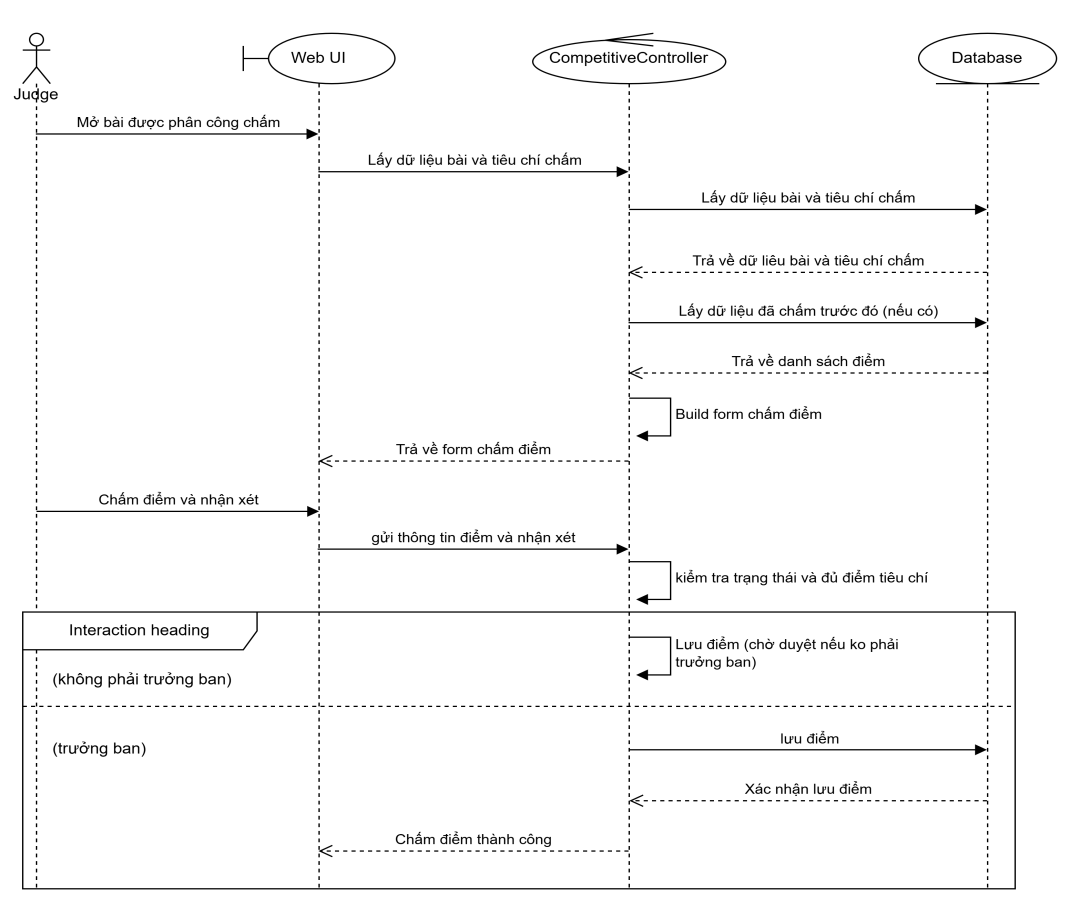 Judge
Web UI
CompetitiveController
Database
Mở bài được phân công chấm
Lấy dữ liệu bài và tiêu chí chấm
Lấy dữ liệu bài và tiêu chí chấm
Trả về dữ liêu bài và tiêu chí chấm
Lấy dữ liệu đã chấm trước đó (nếu có)
Trả về danh sách điểm
Build form chấm điểm
Trả về form chấm điểm
Chấm điểm và nhận xét
gửi thông tin điểm và nhận xét
kiểm tra trạng thái và đủ điểm tiêu chí
Interaction heading
Lưu điểm (chờ duyệt nếu ko phải
trưởng ban)
(không phải trưởng ban)
(trưởng ban)
lưu điểm
Xác nhận lưu điểm
Chấm điểm thành công